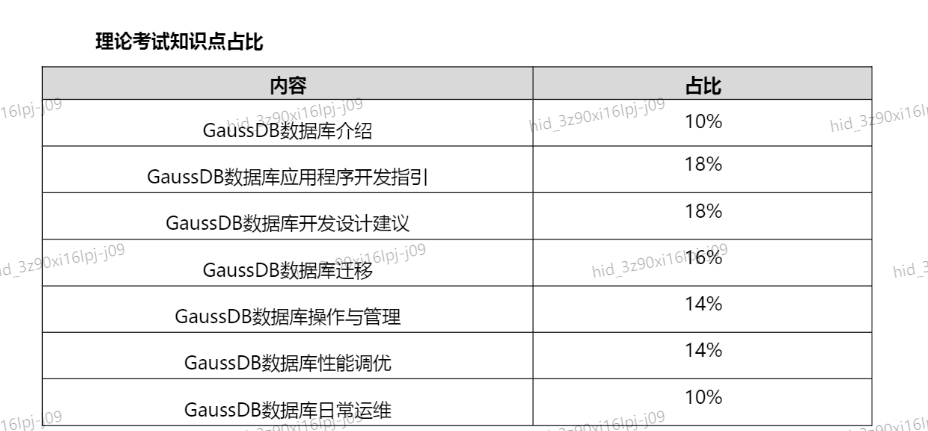 理论考试知识点占比
内容 占比
GaussDB数据库介绍 10%
GaussDB数据库应用程序开发指引 18%
GaussDB数据库开发设计建议 18%
GaussDB数据库迁移 16%
GaussDB数据库操作与管理 14%
GaussDB数据库性能调优 14%
GaussDB数据库日常运维 10%
hid_3z90xi16lpj-j09